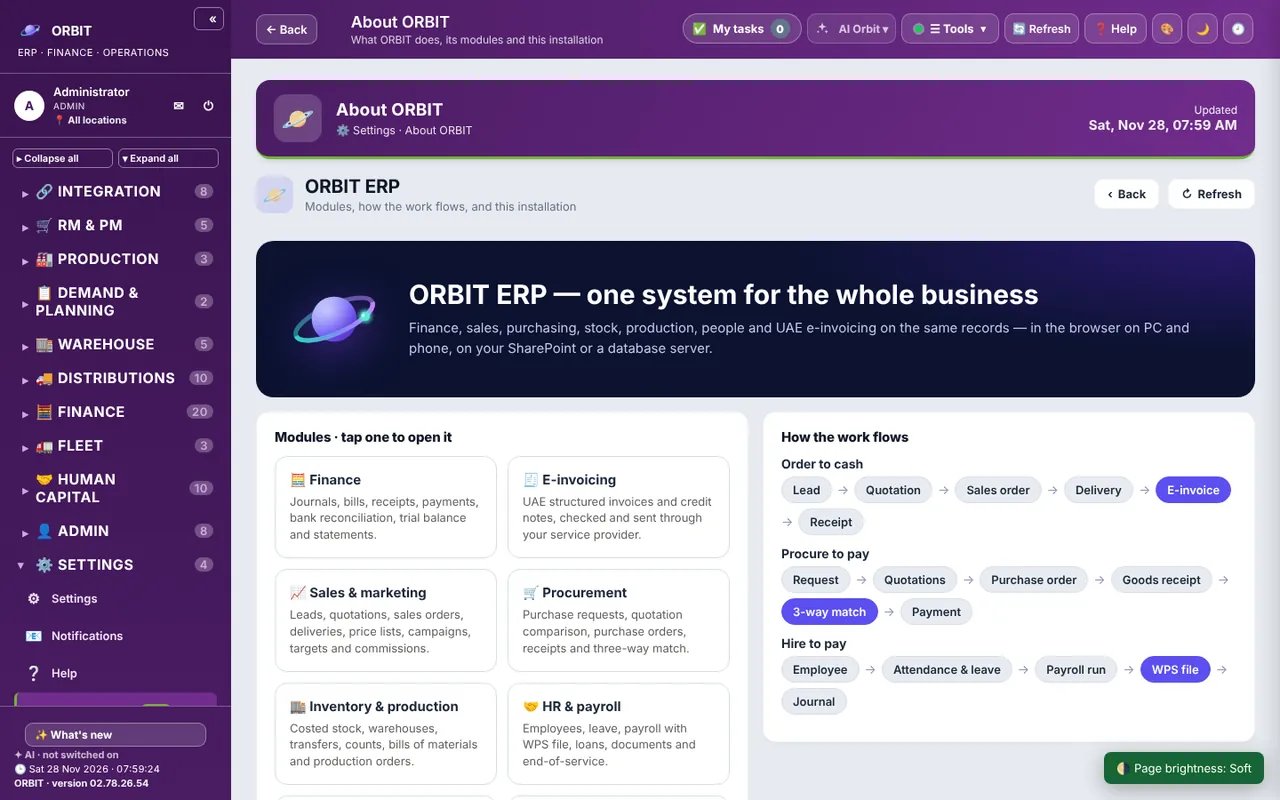 ORBIT
ERP · FINANCE · OPERATIONS
«
A
Administrator
ADMIN
📍 All locations
▸ Collapse all
▾ Expand all
▸ 🔗 INTEGRATION 8
▸ 🛒 RM & PM 5
▸ 🏭 PRODUCTION 3
▸ 📋 DEMAND &
PLANNING 2
▸ 🏬 WAREHOUSE 5
▸ 🚚 DISTRIBUTIONS 10
▸ 🧮 FINANCE 20
▸ 🚛 FLEET 3
▸ 🤝 HUMAN
CAPITAL 10
▸ 👤 ADMIN 8
▾ ⚙️ SETTINGS 4
⚙ Settings
📧 Notifications
❔ Help
✨ What's new
✦ AI · not switched on
🕒 Sat 28 Nov 2026 · 07:59:24
ORBIT · version 02.78.26.54
← Back
About ORBIT
What ORBIT does, its modules and this installation
✅ My tasks 0
AI Orbit ▾
☰ Tools ▾
🔄 Refresh
❓ Help
About ORBIT
⚙️ Settings · About ORBIT
Updated
Sat, Nov 28, 07:59 AM
ORBIT ERP
Modules, how the work flows, and this installation
‹ Back
↻ Refresh
ORBIT ERP — one system for the whole business
Finance, sales, purchasing, stock, production, people and UAE e-invoicing on the same records — in the browser on PC and
phone, on your SharePoint or a database server.
Modules · tap one to open it
🧮 Finance
Journals, bills, receipts, payments,
bank reconciliation, trial balance
and statements.
🧾 E-invoicing
UAE structured invoices and credit
notes, checked and sent through
your service provider.
📈 Sales & marketing
Leads, quotations, sales orders,
deliveries, price lists, campaigns,
targets and commissions.
🛒 Procurement
Purchase requests, quotation
comparison, purchase orders,
receipts and three-way match.
🏬 Inventory & production
Costed stock, warehouses,
transfers, counts, bills of materials
and production orders.
🤝 HR & payroll
Employees, leave, payroll with
WPS file, loans, documents and
end-of-service.
How the work flows
Order to cash
Lead → Quotation → Sales order → Delivery → E-invoice
→ Receipt
Procure to pay
Request → Quotations → Purchase order → Goods receipt →
3-way match → Payment
Hire to pay
Employee → Attendance & leave → Payroll run → WPS file →
Journal
Page brightness: Soft